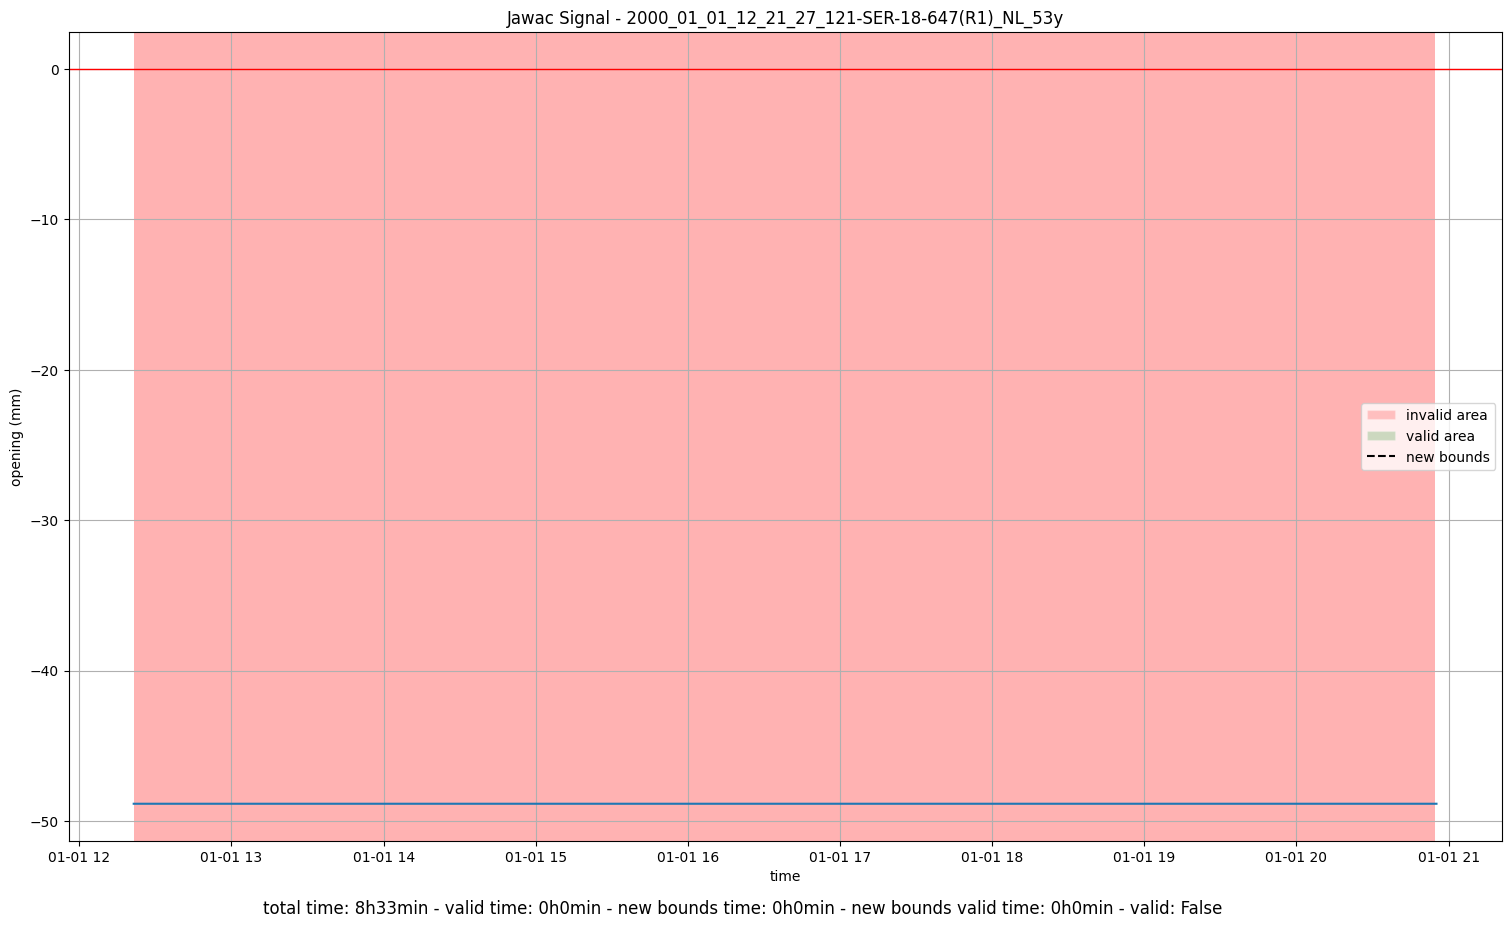 Jawac Signal - 2000_01_01_12_21_27_121-SER-18-647(R1)_NL_53y
0
−10
−20
−30
−40
−50
opening (mm)
invalid area
valid area
new bounds
01-01 12
01-01 13
01-01 14
01-01 15
01-01 16
01-01 17
01-01 18
01-01 19
01-01 20
01-01 21
time
total time: 8h33min - valid time: 0h0min - new bounds time: 0h0min - new bounds valid time: 0h0min - valid: False